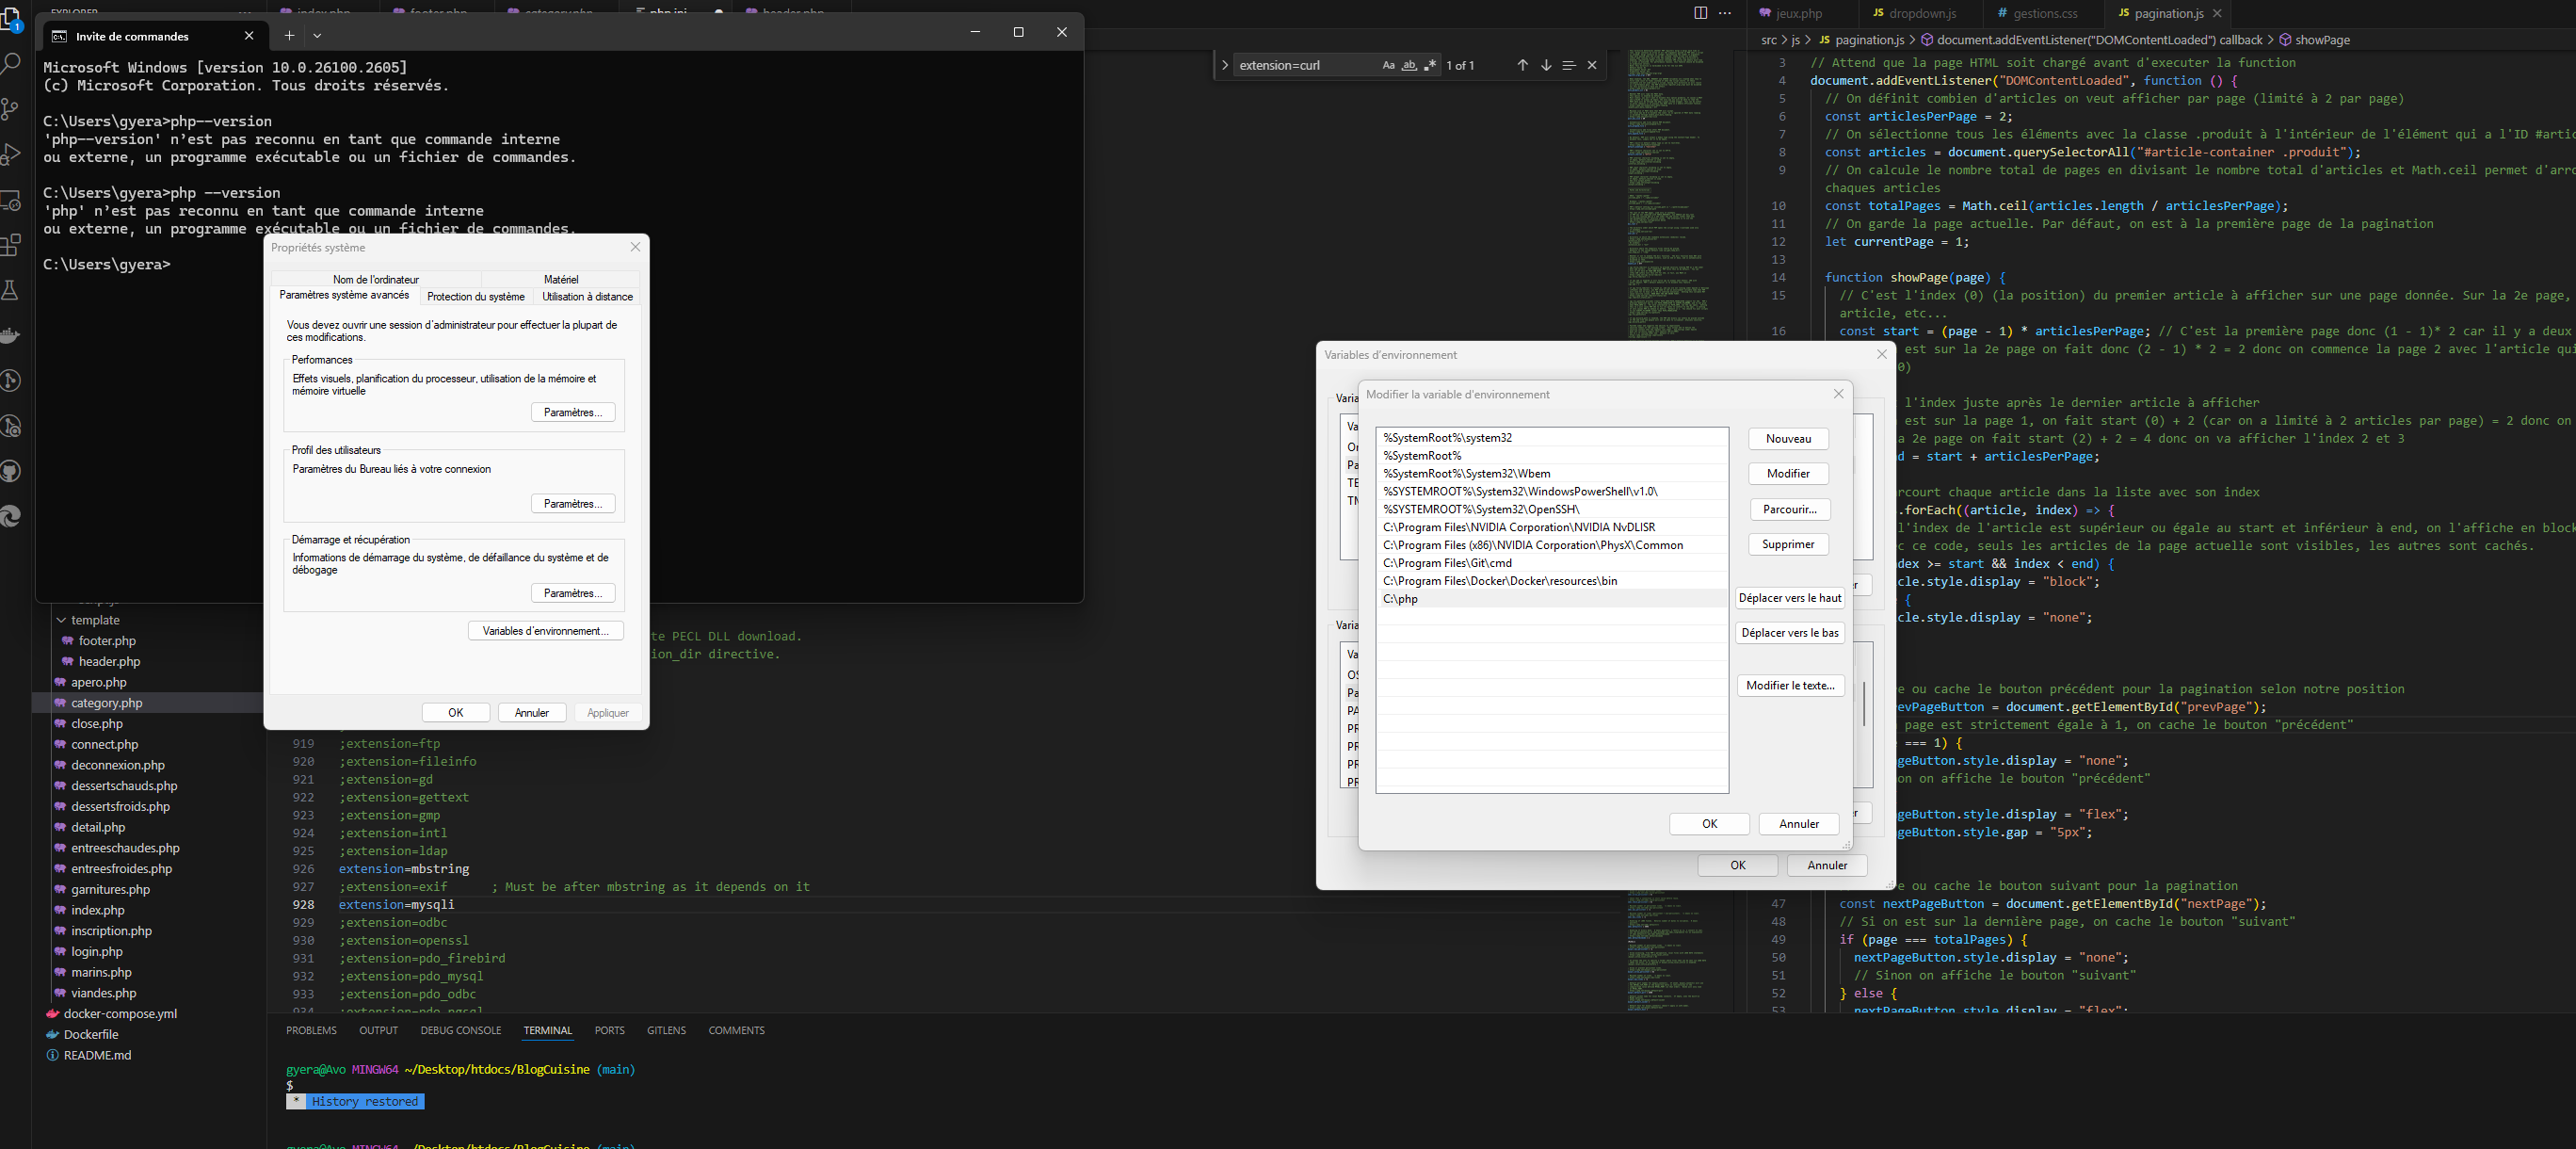 EXPLORER
index.php
footer.php
category.php
php.ini
header.php
Invite de commandes
Microsoft Windows [version 10.0.26100.2605]
(c) Microsoft Corporation. Tous droits réservés.
C:\Users\gyera>php--version
'php--version' n’est pas reconnu en tant que commande interne
ou externe, un programme exécutable ou un fichier de commandes.
C:\Users\gyera>php --version
'php' n’est pas reconnu en tant que commande interne
ou externe, un programme exécutable ou un fichier de commandes.
C:\Users\gyera>
Propriétés système
Nom de l'ordinateur
Matériel
Paramètres système avancés
Protection du système
Utilisation à distance
Vous devez ouvrir une session d'administrateur pour effectuer la plupart de
ces modifications.
Performances
Effets visuels, planification du processeur, utilisation de la mémoire et
mémoire virtuelle
Paramètres...
Profil des utilisateurs
Paramètres du Bureau liés à votre connexion
Paramètres...
Démarrage et récupération
Informations de démarrage du système, de défaillance du système et de
débogage
Paramètres...
Variables d'environnement...
OK
Annuler
Appliquer
template
footer.php
header.php
apero.php
category.php
close.php
connect.php
deconnexion.php
dessertschauds.php
dessertsfroids.php
detail.php
entreeschaudes.php
entreesfroides.php
garnitures.php
index.php
inscription.php
login.php
marins.php
viandes.php
docker-compose.yml
Dockerfile
README.md
extension=curl
Aa
ab
1 of 1
te PECL DLL download.
ion_dir directive.
919 ;extension=ftp
920 ;extension=fileinfo
921 ;extension=gd
922 ;extension=gettext
923 ;extension=gmp
924 ;extension=intl
925 ;extension=ldap
926 extension=mbstring
927 ;extension=exif ; Must be after mbstring as it depends on it
928 extension=mysqli
929 ;extension=odbc
930 ;extension=openssl
931 ;extension=pdo_firebird
932 ;extension=pdo_mysql
933 ;extension=pdo_odbc
934 ;extension=pdo_pgsql
PROBLEMS
OUTPUT
DEBUG CONSOLE
TERMINAL
PORTS
GITLENS
COMMENTS
gyera@Avo MINGW64 ~/Desktop/htdocs/BlogCuisine (main)
$
* History restored
gyera@Avo MINGW64 ~/Desktop/htdocs/BlogCuisine (main)
Variables d'environnement
Modifier la variable d'environnement
%SystemRoot%\system32
%SystemRoot%
%SystemRoot%\System32\Wbem
%SYSTEMROOT%\System32\WindowsPowerShell\v1.0\
%SYSTEMROOT%\System32\OpenSSH\
C:\Program Files\NVIDIA Corporation\NVIDIA NvDLISR
C:\Program Files (x86)\NVIDIA Corporation\PhysX\Common
C:\Program Files\Git\cmd
C:\Program Files\Docker\Docker\resources\bin
C:\php
Nouveau
Modifier
Parcourir...
Supprimer
Déplacer vers le haut
Déplacer vers le bas
Modifier le texte...
OK
Annuler
OK
Annuler
jeux.php
JS dropdown.js
# gestions.css
JS pagination.js
src > js > JS pagination.js > document.addEventListener("DOMContentLoaded") callback > showPage
3 // Attend que la page HTML soit chargé avant d'executer la function
4 document.addEventListener("DOMContentLoaded", function () {
5 // On définit combien d'articles on veut afficher par page (limité à 2 par page)
6 const articlesPerPage = 2;
7 // On sélectionne tous les éléments avec la classe .produit à l'intérieur de l'élément qui a l'ID #artic
8 const articles = document.querySelectorAll("#article-container .produit");
9 // On calcule le nombre total de pages en divisant le nombre total d'articles et Math.ceil permet d'arro
chaques articles
10 const totalPages = Math.ceil(articles.length / articlesPerPage);
11 // On garde la page actuelle. Par défaut, on est à la première page de la pagination
12 let currentPage = 1;
13
14 function showPage(page) {
15 // C'est l'index (0) (la position) du premier article à afficher sur une page donnée. Sur la 2e page,
article, etc...
16 const start = (page - 1) * articlesPerPage; // C'est la première page donc (1 - 1)* 2 car il y a deux
est sur la 2e page on fait donc (2 - 1) * 2 = 2 donc on commence la page 2 avec l'article qui
0)
l'index juste après le dernier article à afficher
est sur la page 1, on fait start (0) + 2 (car on a limité à 2 articles par page) = 2 donc on
a 2e page on fait start (2) + 2 = 4 donc on va afficher l'index 2 et 3
d = start + articlesPerPage;
rcourt chaque article dans la liste avec son index
.forEach((article, index) => {
l'index de l'article est supérieur ou égale au start et inférieur à end, on l'affiche en block
c ce code, seuls les articles de la page actuelle sont visibles, les autres sont cachés.
ndex >= start && index < end) {
cle.style.display = "block";
{
cle.style.display = "none";
e ou cache le bouton précédent pour la pagination selon notre position
evPageButton = document.getElementById("prevPage");
page est strictement égale à 1, on cache le bouton "précédent"
=== 1) {
geButton.style.display = "none";
non on affiche le bouton "précédent"
geButton.style.display = "flex";
geButton.style.gap = "5px";
e ou cache le bouton suivant pour la pagination
47 const nextPageButton = document.getElementById("nextPage");
48 // Si on est sur la dernière page, on cache le bouton "suivant"
49 if (page === totalPages) {
50 nextPageButton.style.display = "none";
51 // Sinon on affiche le bouton "suivant"
52 } else {
53 nextPageButton.style.display = "flex";